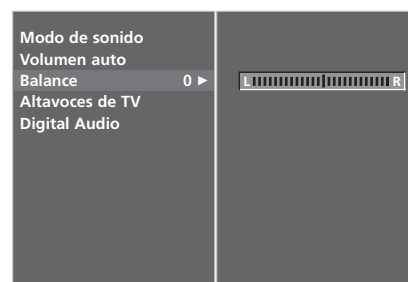 Modo de sonido
Volumen auto
Balance 0 ►
L R
Altavoces de TV
Digital Audio